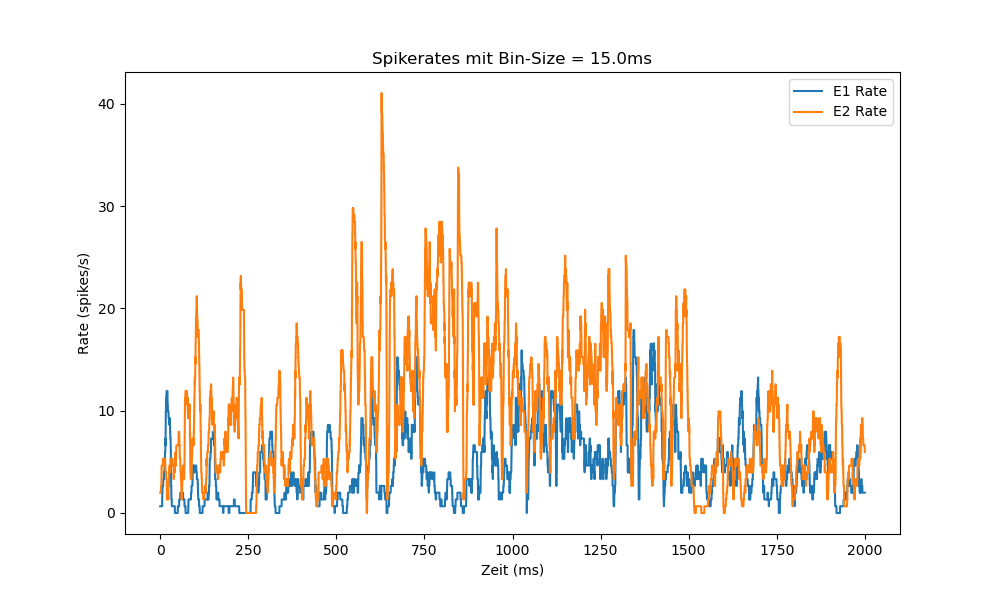 Spikerates mit Bin-Size = 15.0ms
E1 Rate
E2 Rate
Rate (spikes/s)
40
30
20
10
0
0 250 500 750 1000 1250 1500 1750 2000
Zeit (ms)